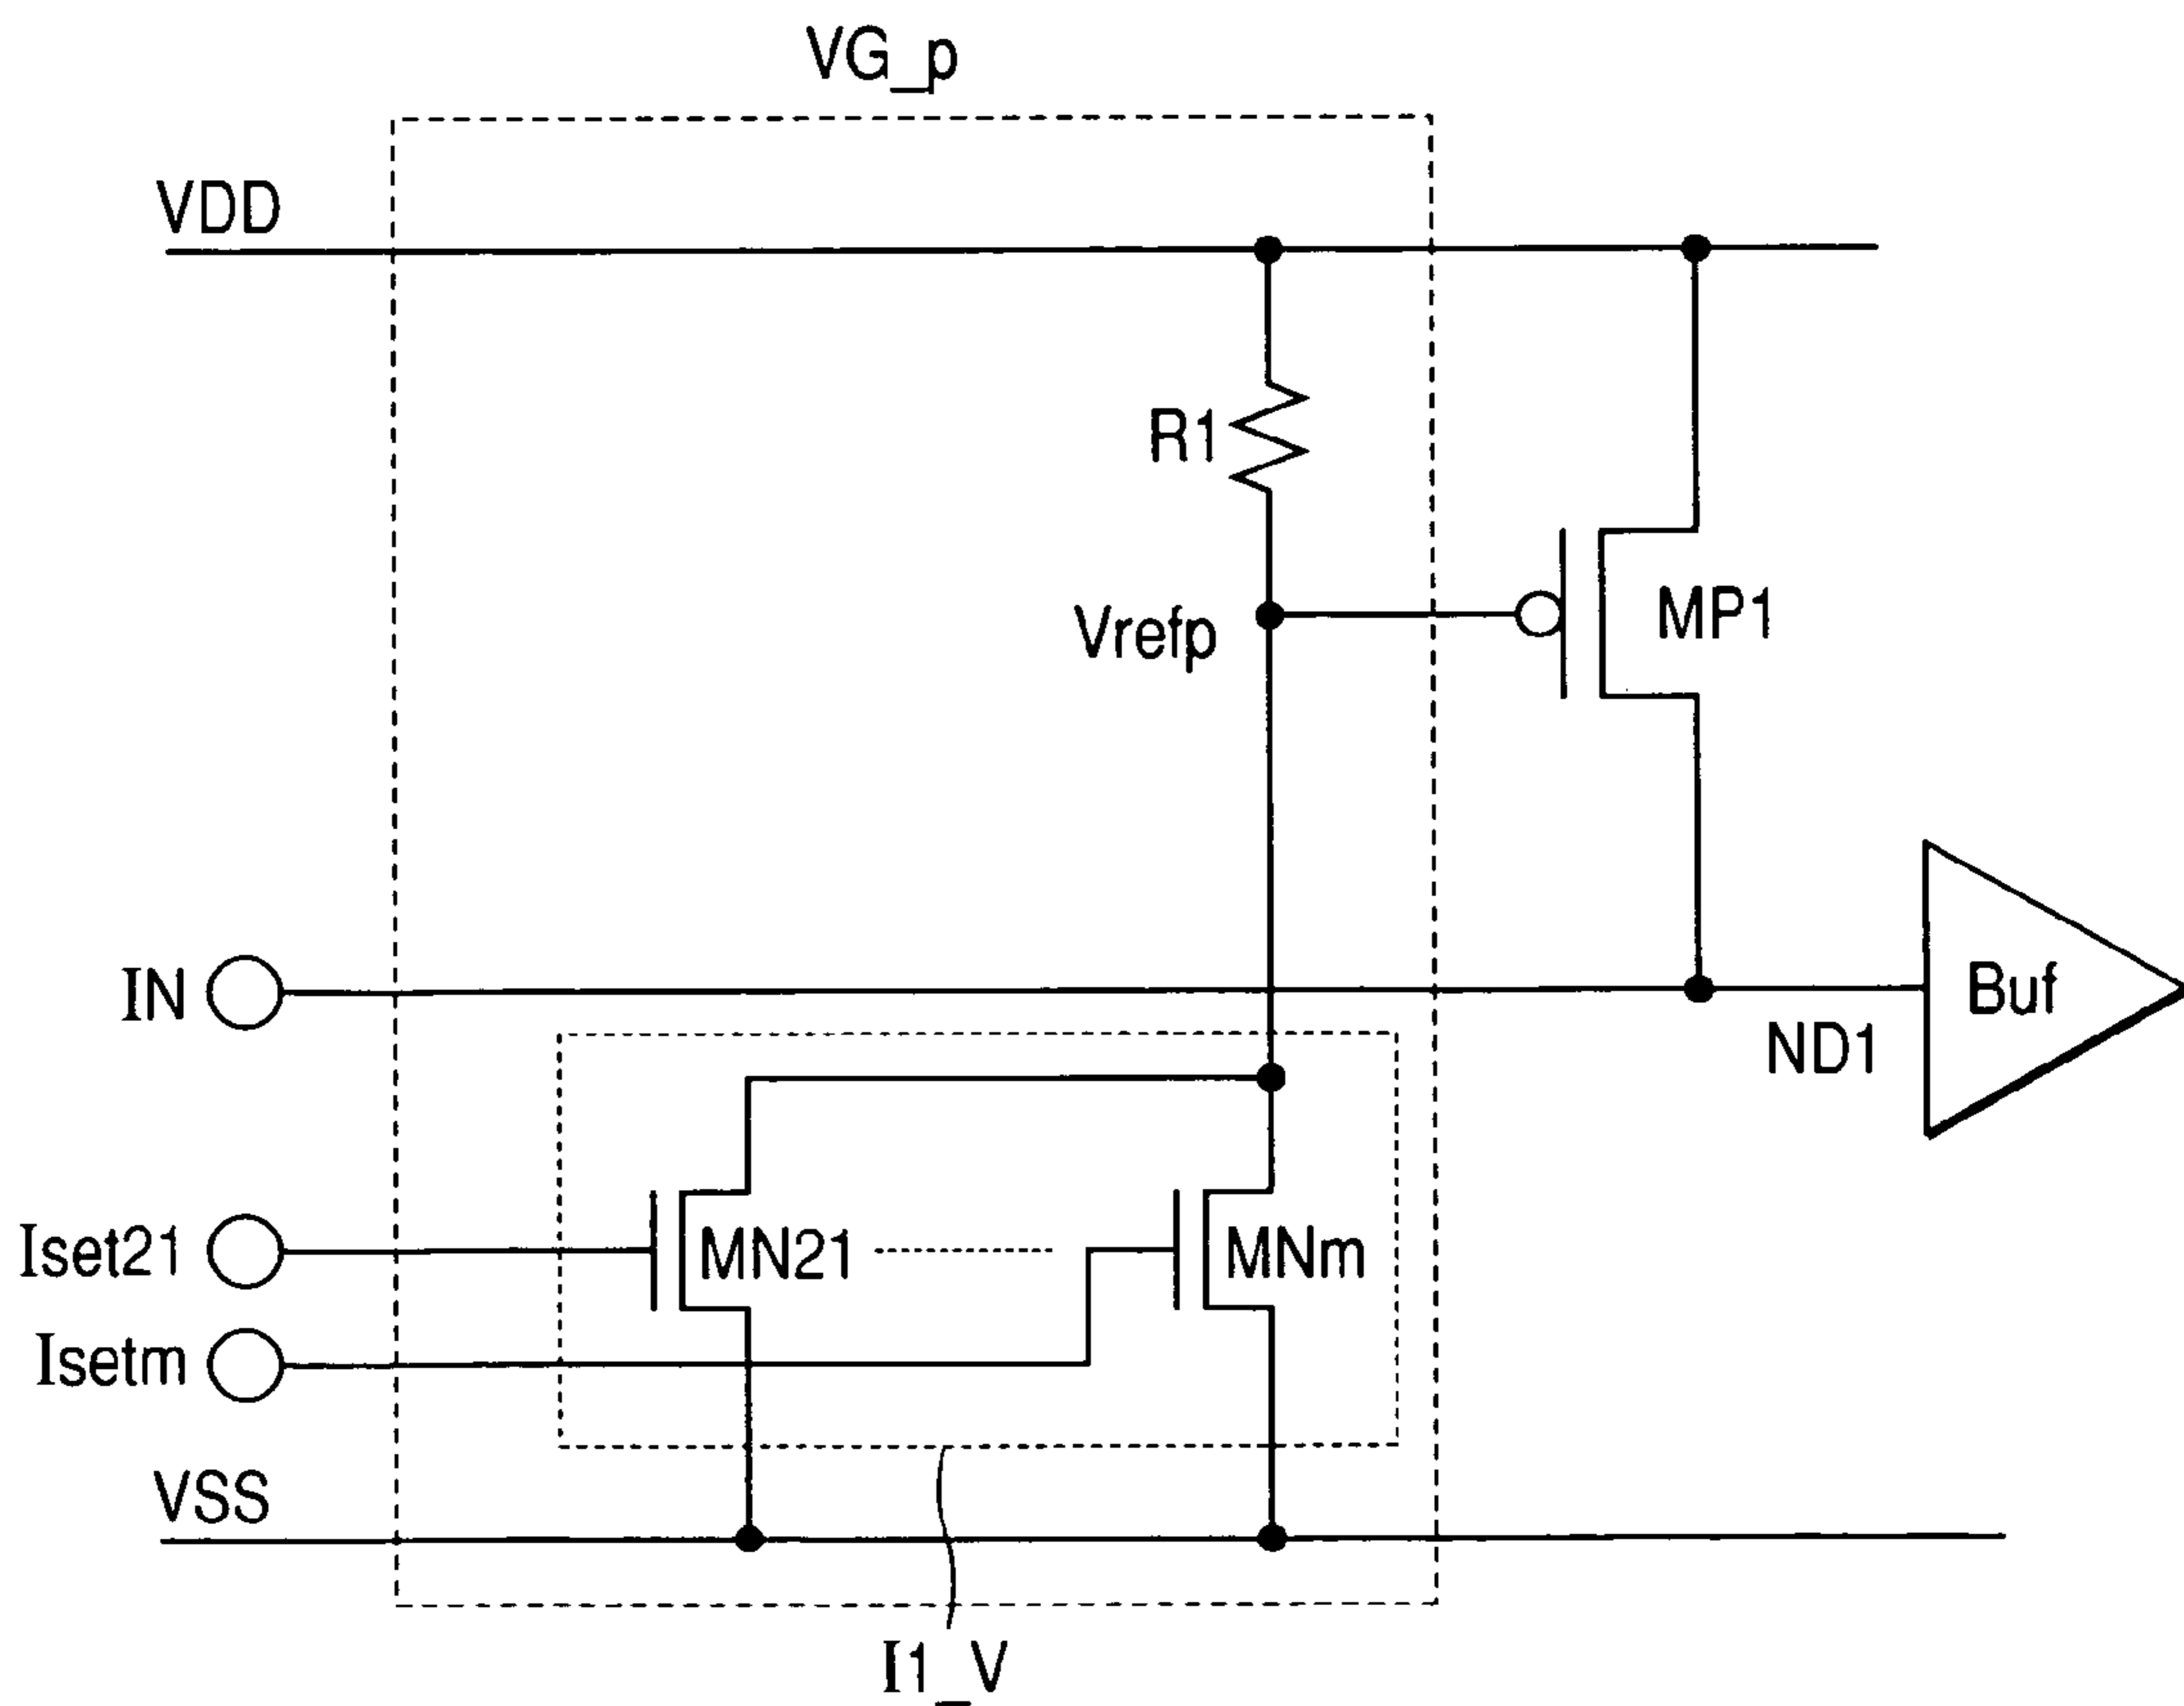 VG_p
VDD
R1
Vrefp
MP1
IN
ND1
Buf
Iset21
MN21
MNm
Isetm
VSS
I1_V